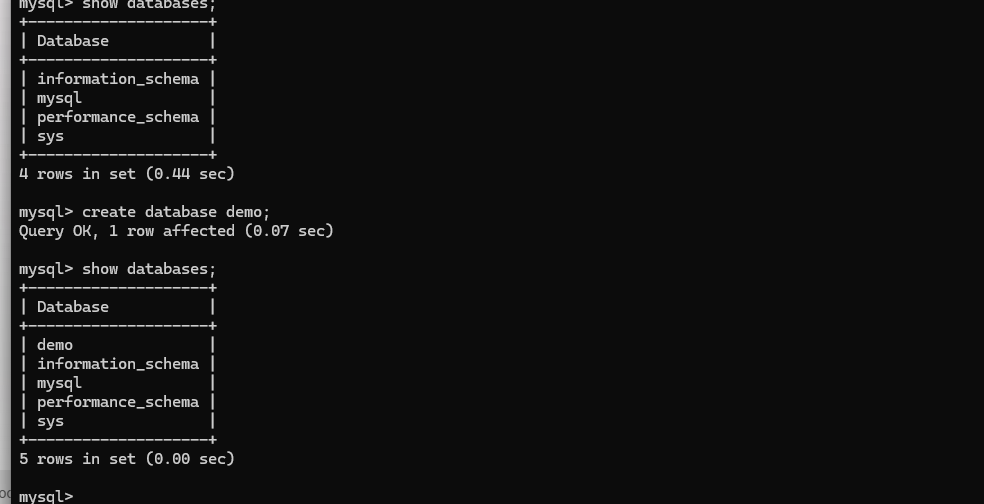 mysql> show databases;
+--------------------+
| Database           |
+--------------------+
| information_schema |
| mysql              |
| performance_schema |
| sys                |
+--------------------+
4 rows in set (0.44 sec)
mysql> create database demo;
Query OK, 1 row affected (0.07 sec)
mysql> show databases;
+--------------------+
| Database           |
+--------------------+
| demo               |
| information_schema |
| mysql              |
| performance_schema |
| sys                |
+--------------------+
5 rows in set (0.00 sec)
mysql>